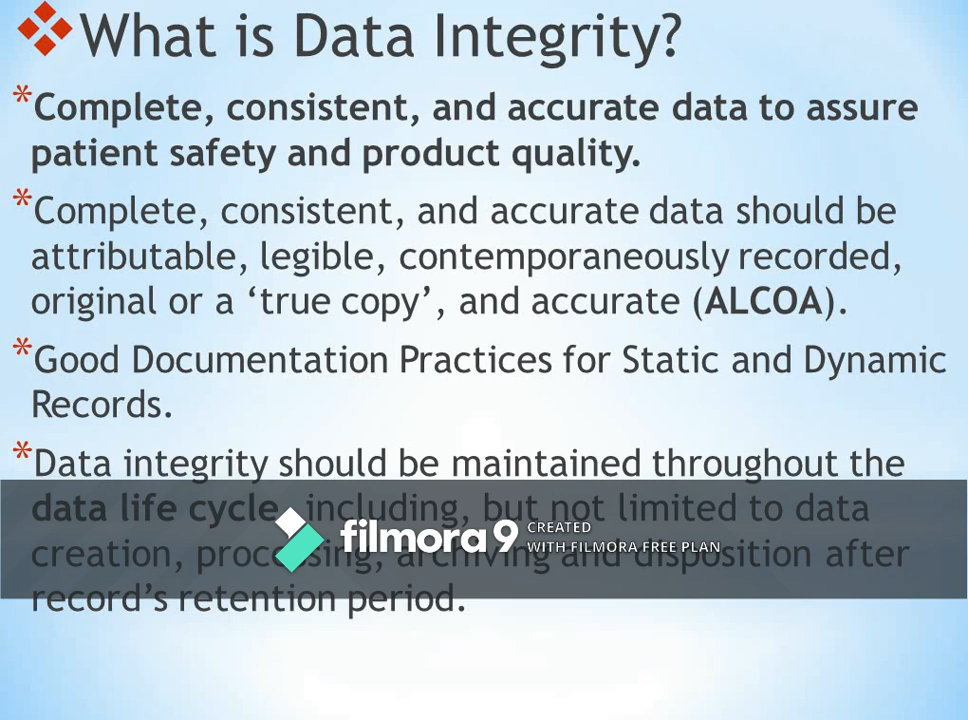 What is Data Integrity?
*Complete, consistent, and accurate data to assure
patient safety and product quality.
*Complete, consistent, and accurate data should be
attributable, legible, contemporaneously recorded,
original or a ‘true copy’, and accurate (ALCOA).
*Good Documentation Practices for Static and Dynamic
Records.
*Data integrity should be maintained throughout the
data life cycle, including, but not limited to data
creation, processing, archiving and disposition after
record’s retention period.
filmora9
CREATED
WITH FILMORA FREE PLAN